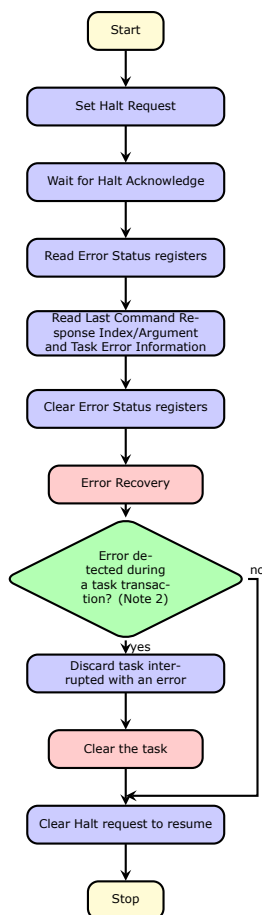 Start
Set Halt Request
Wait for Halt Acknowledge
Read Error Status registers
Read Last Command Re-
sponse Index/Argument
and Task Error Information
Clear Error Status registers
Error Recovery
Error de-
tected during
a task transac-
tion? (Note 2)
no
yes
Discard task inter-
rupted with an error
Clear the task
Clear Halt request to resume
Stop